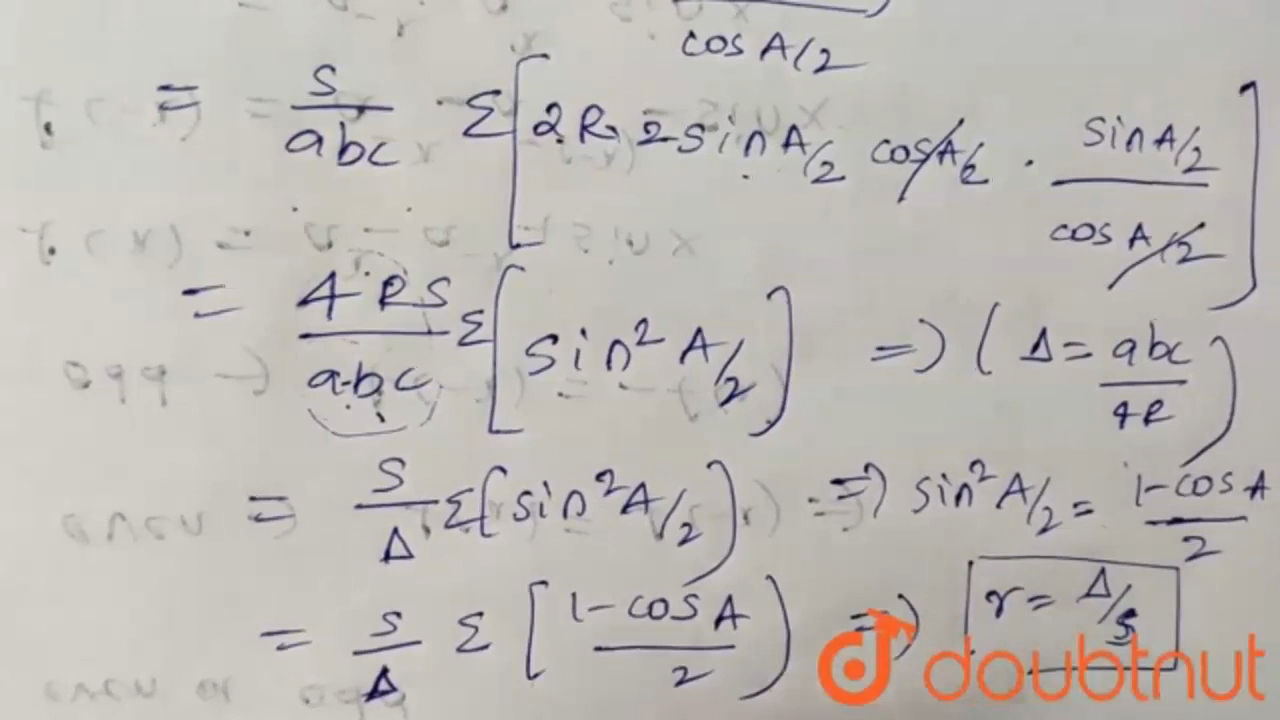 cos A/2
= s/abc Σ[2R 2 sin A/2 cos A/2 · sin A/2 / cos A/2]
= 4RS/abc Σ[sin² A/2] => (Δ = abc/4R)
= S/Δ Σ(sin² A/2) => sin² A/2 = 1-cos A/2
= s/Δ Σ[1-cos A/2) => r = Δ/s
doubtnut